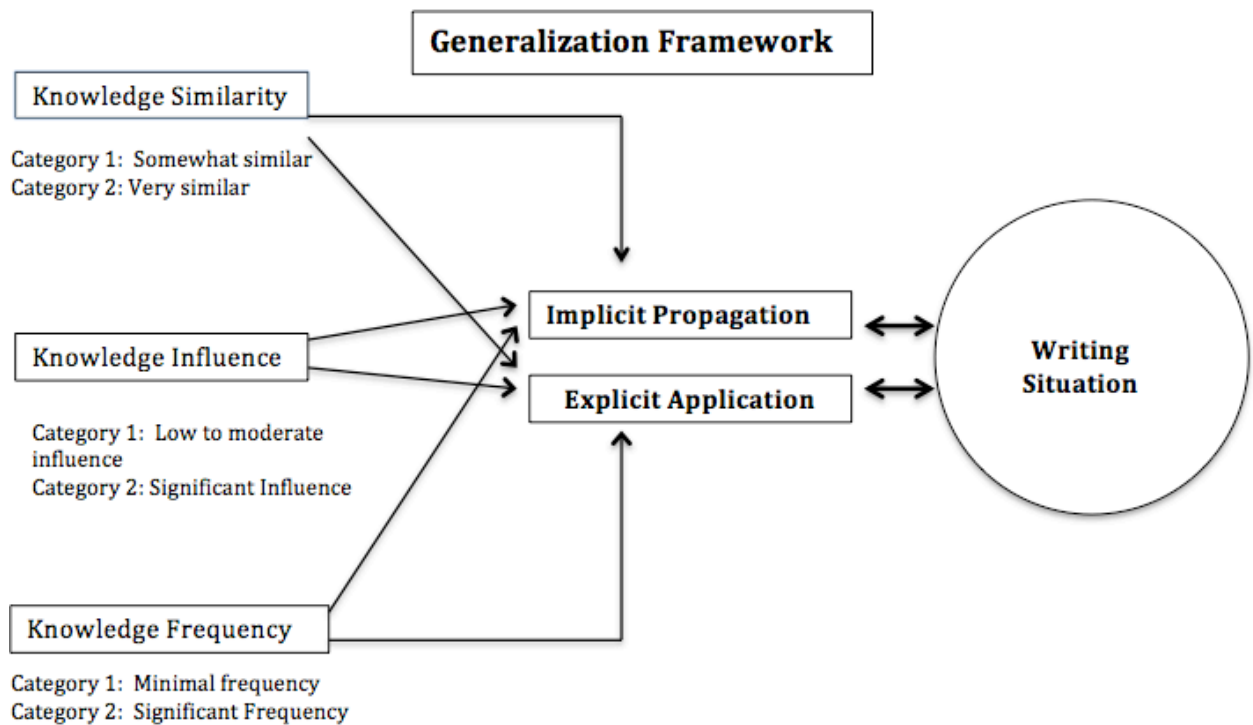 Generalization Framework
Knowledge Similarity
Category 1:  Somewhat similar
Category 2: Very similar
Implicit Propagation
Knowledge Influence
Explicit Application
Writing
Situation
Category 1:  Low to moderate
influence
Category 2: Significant Influence
Knowledge Frequency
Category 1:  Minimal frequency
Category 2: Significant Frequency